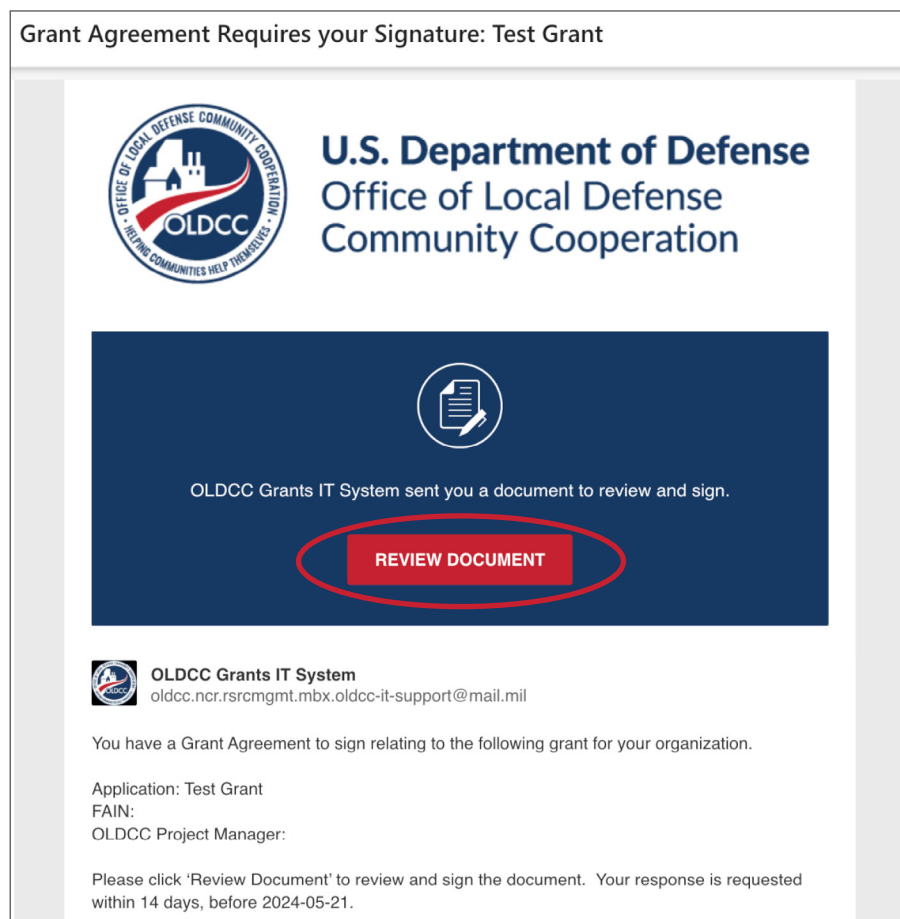 Grant Agreement Requires your Signature: Test Grant
OFFICE OF LOCAL DEFENSE COMMUNITY COOPERATION
OLDCC
HELPING COMMUNITIES HELP THEMSELVES
U.S. Department of Defense
Office of Local Defense
Community Cooperation
OLDCC Grants IT System sent you a document to review and sign.
REVIEW DOCUMENT
OLDCC
OLDCC Grants IT System
oldcc.ncr.rsrcmgmt.mbx.oldcc-it-support@mail.mil
You have a Grant Agreement to sign relating to the following grant for your organization.
Application: Test Grant
FAIN:
OLDCC Project Manager:
Please click ‘Review Document’ to review and sign the document.  Your response is requested
within 14 days, before 2024-05-21.